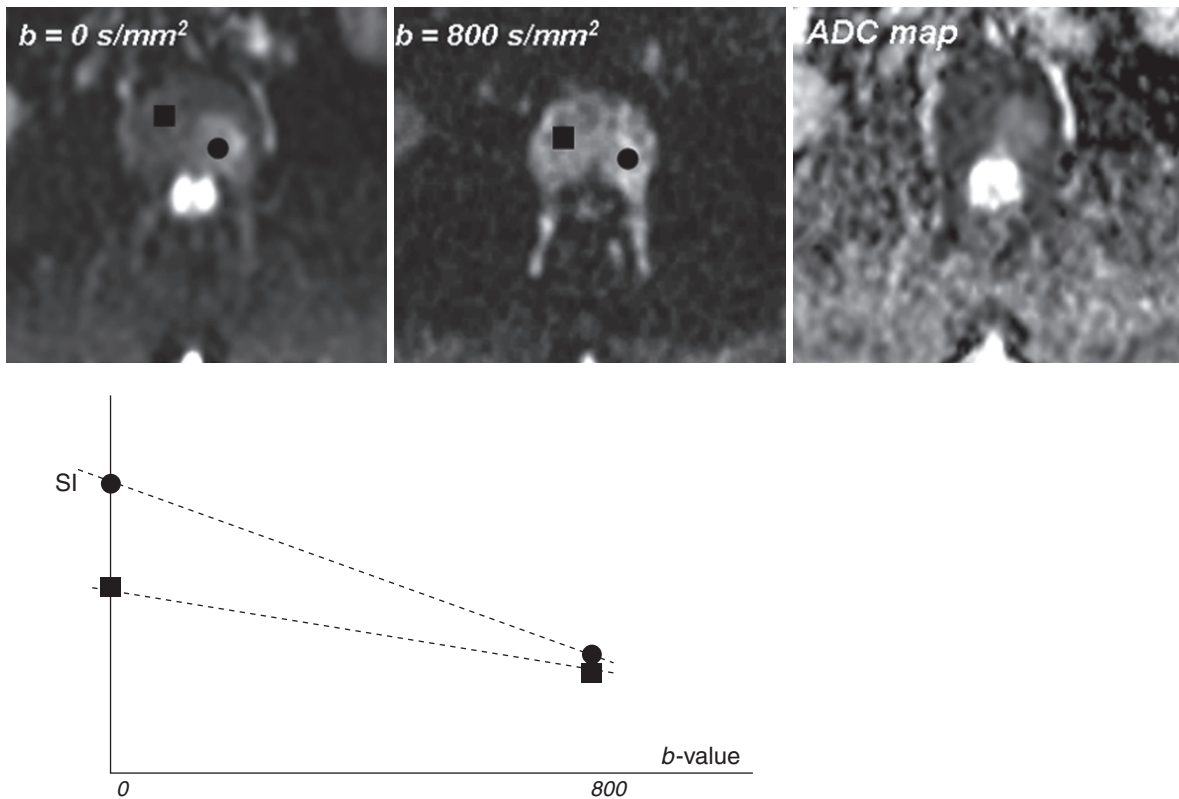 b = 0 s/mm²
b = 800 s/mm²
ADC map
SI
b-value
0
800